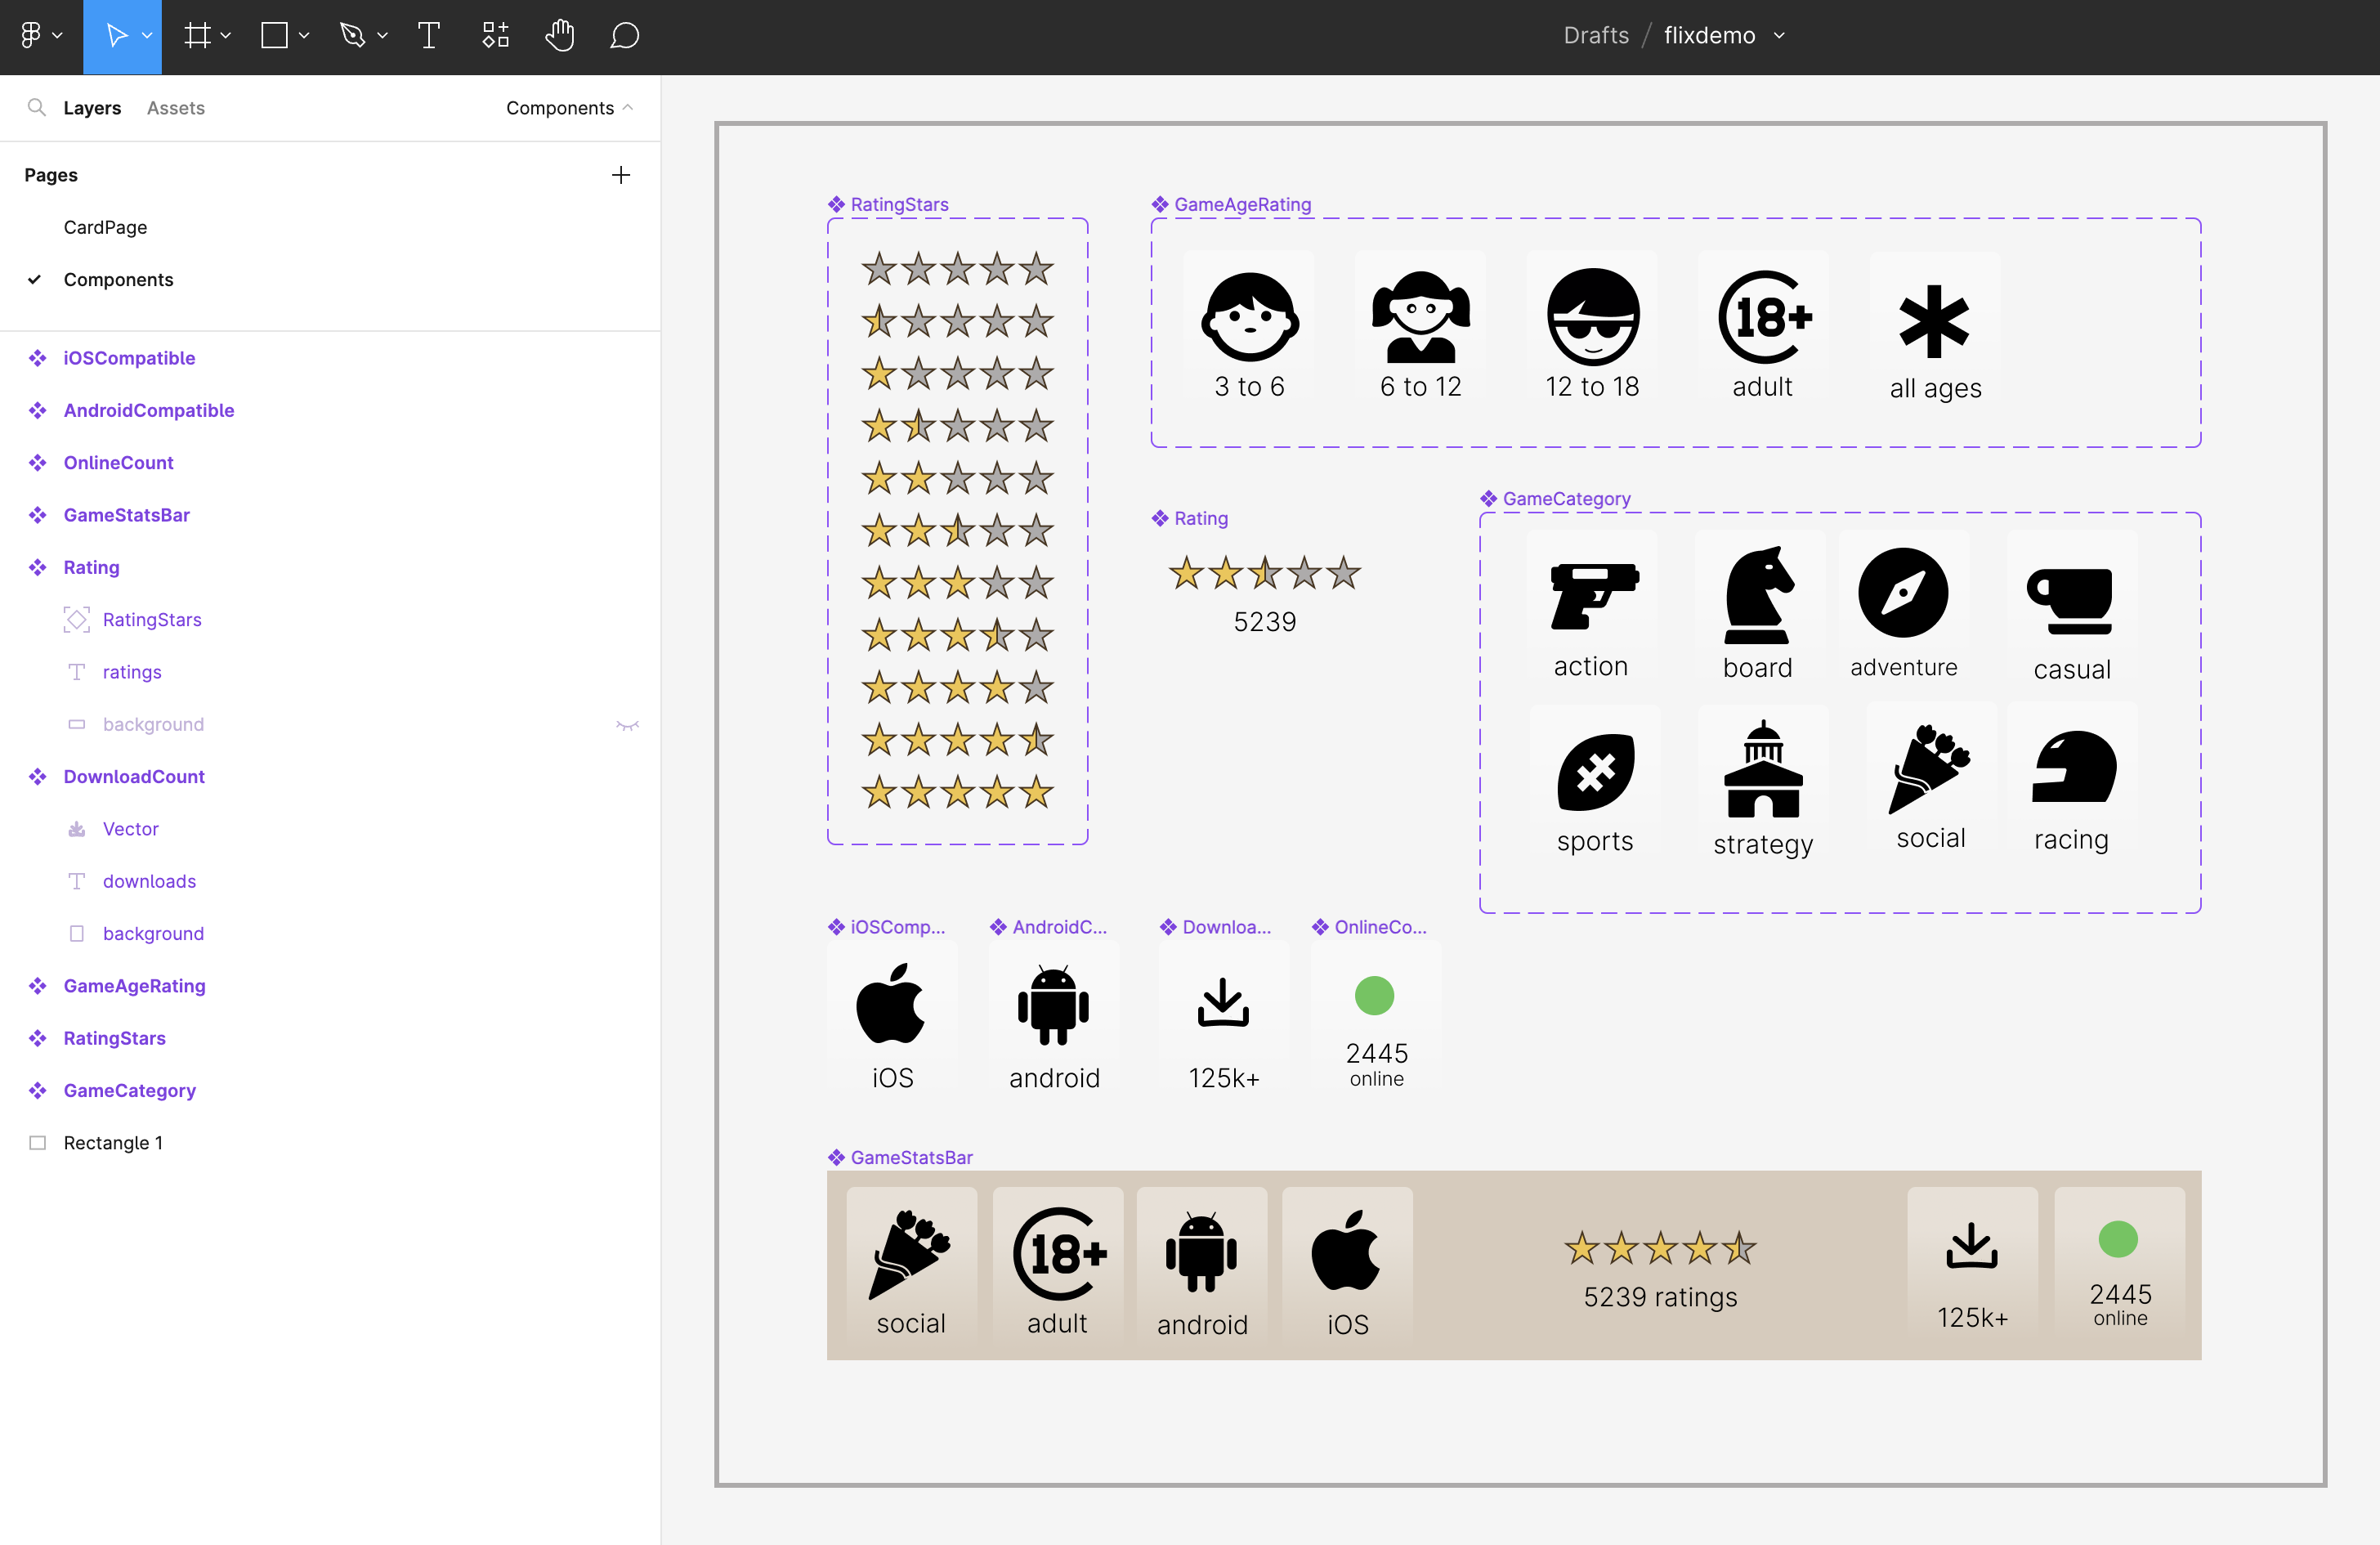 Drafts / flixdemo
Layers Assets Components
Pages
CardPage
Components
iOSCompatible
AndroidCompatible
OnlineCount
GameStatsBar
Rating
RatingStars
ratings
background
DownloadCount
Vector
downloads
background
GameAgeRating
RatingStars
GameCategory
Rectangle 1
RatingStars
GameAgeRating
18+
3 to 6 6 to 12 12 to 18 adult all ages
Rating
5239
GameCategory
action board adventure casual
sports strategy social racing
iOSComp... AndroidC... Downloa... OnlineCo...
iOS android 125k+ 2445
online
GameStatsBar
18+
social adult android iOS 5239 ratings 125k+ 2445
online